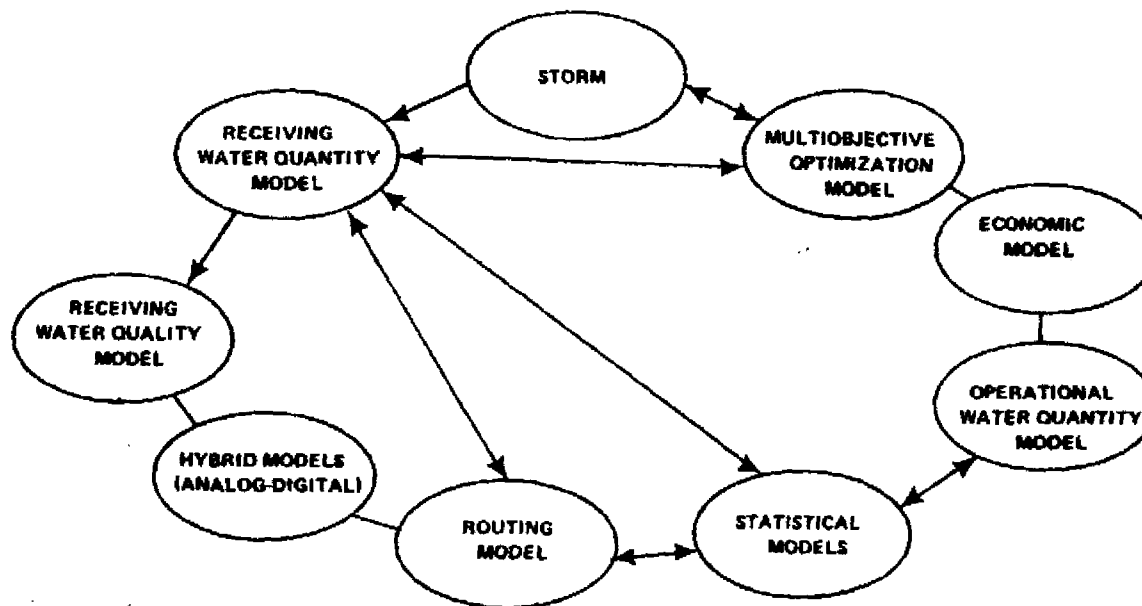 STORM
RECEIVING
WATER QUANTITY
MODEL
MULTIOBJECTIVE
OPTIMIZATION
MODEL
ECONOMIC
MODEL
RECEIVING
WATER QUALITY
MODEL
OPERATIONAL
WATER QUANTITY
MODEL
HYBRID MODELS
(ANALOG-DIGITAL)
ROUTING
MODEL
STATISTICAL
MODELS